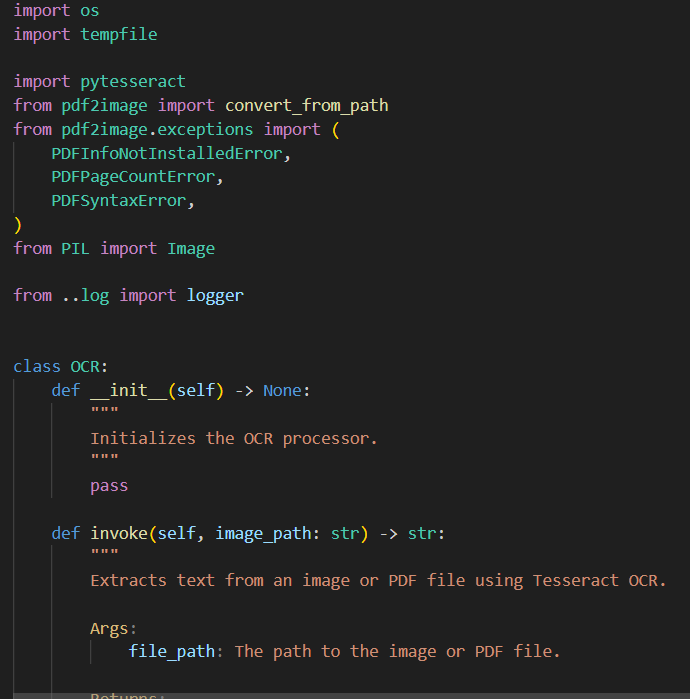 import os
import tempfile
import pytesseract
from pdf2image import convert_from_path
from pdf2image.exceptions import (
    PDFInfoNotInstalledError,
    PDFPageCountError,
    PDFSyntaxError,
)
from PIL import Image
from ..log import logger
class OCR:
    def __init__(self) -> None:
        """
        Initializes the OCR processor.
        """
        pass
    def invoke(self, image_path: str) -> str:
        """
        Extracts text from an image or PDF file using Tesseract OCR.
        Args:
            file_path: The path to the image or PDF file.
        Returns: